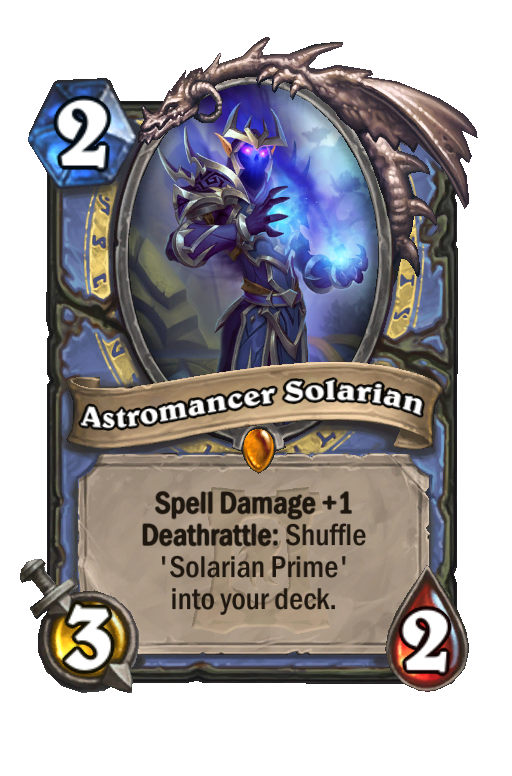 2
Astromancer Solarian
Spell Damage +1
Deathrattle: Shuffle
'Solarian Prime'
into your deck.
3
2